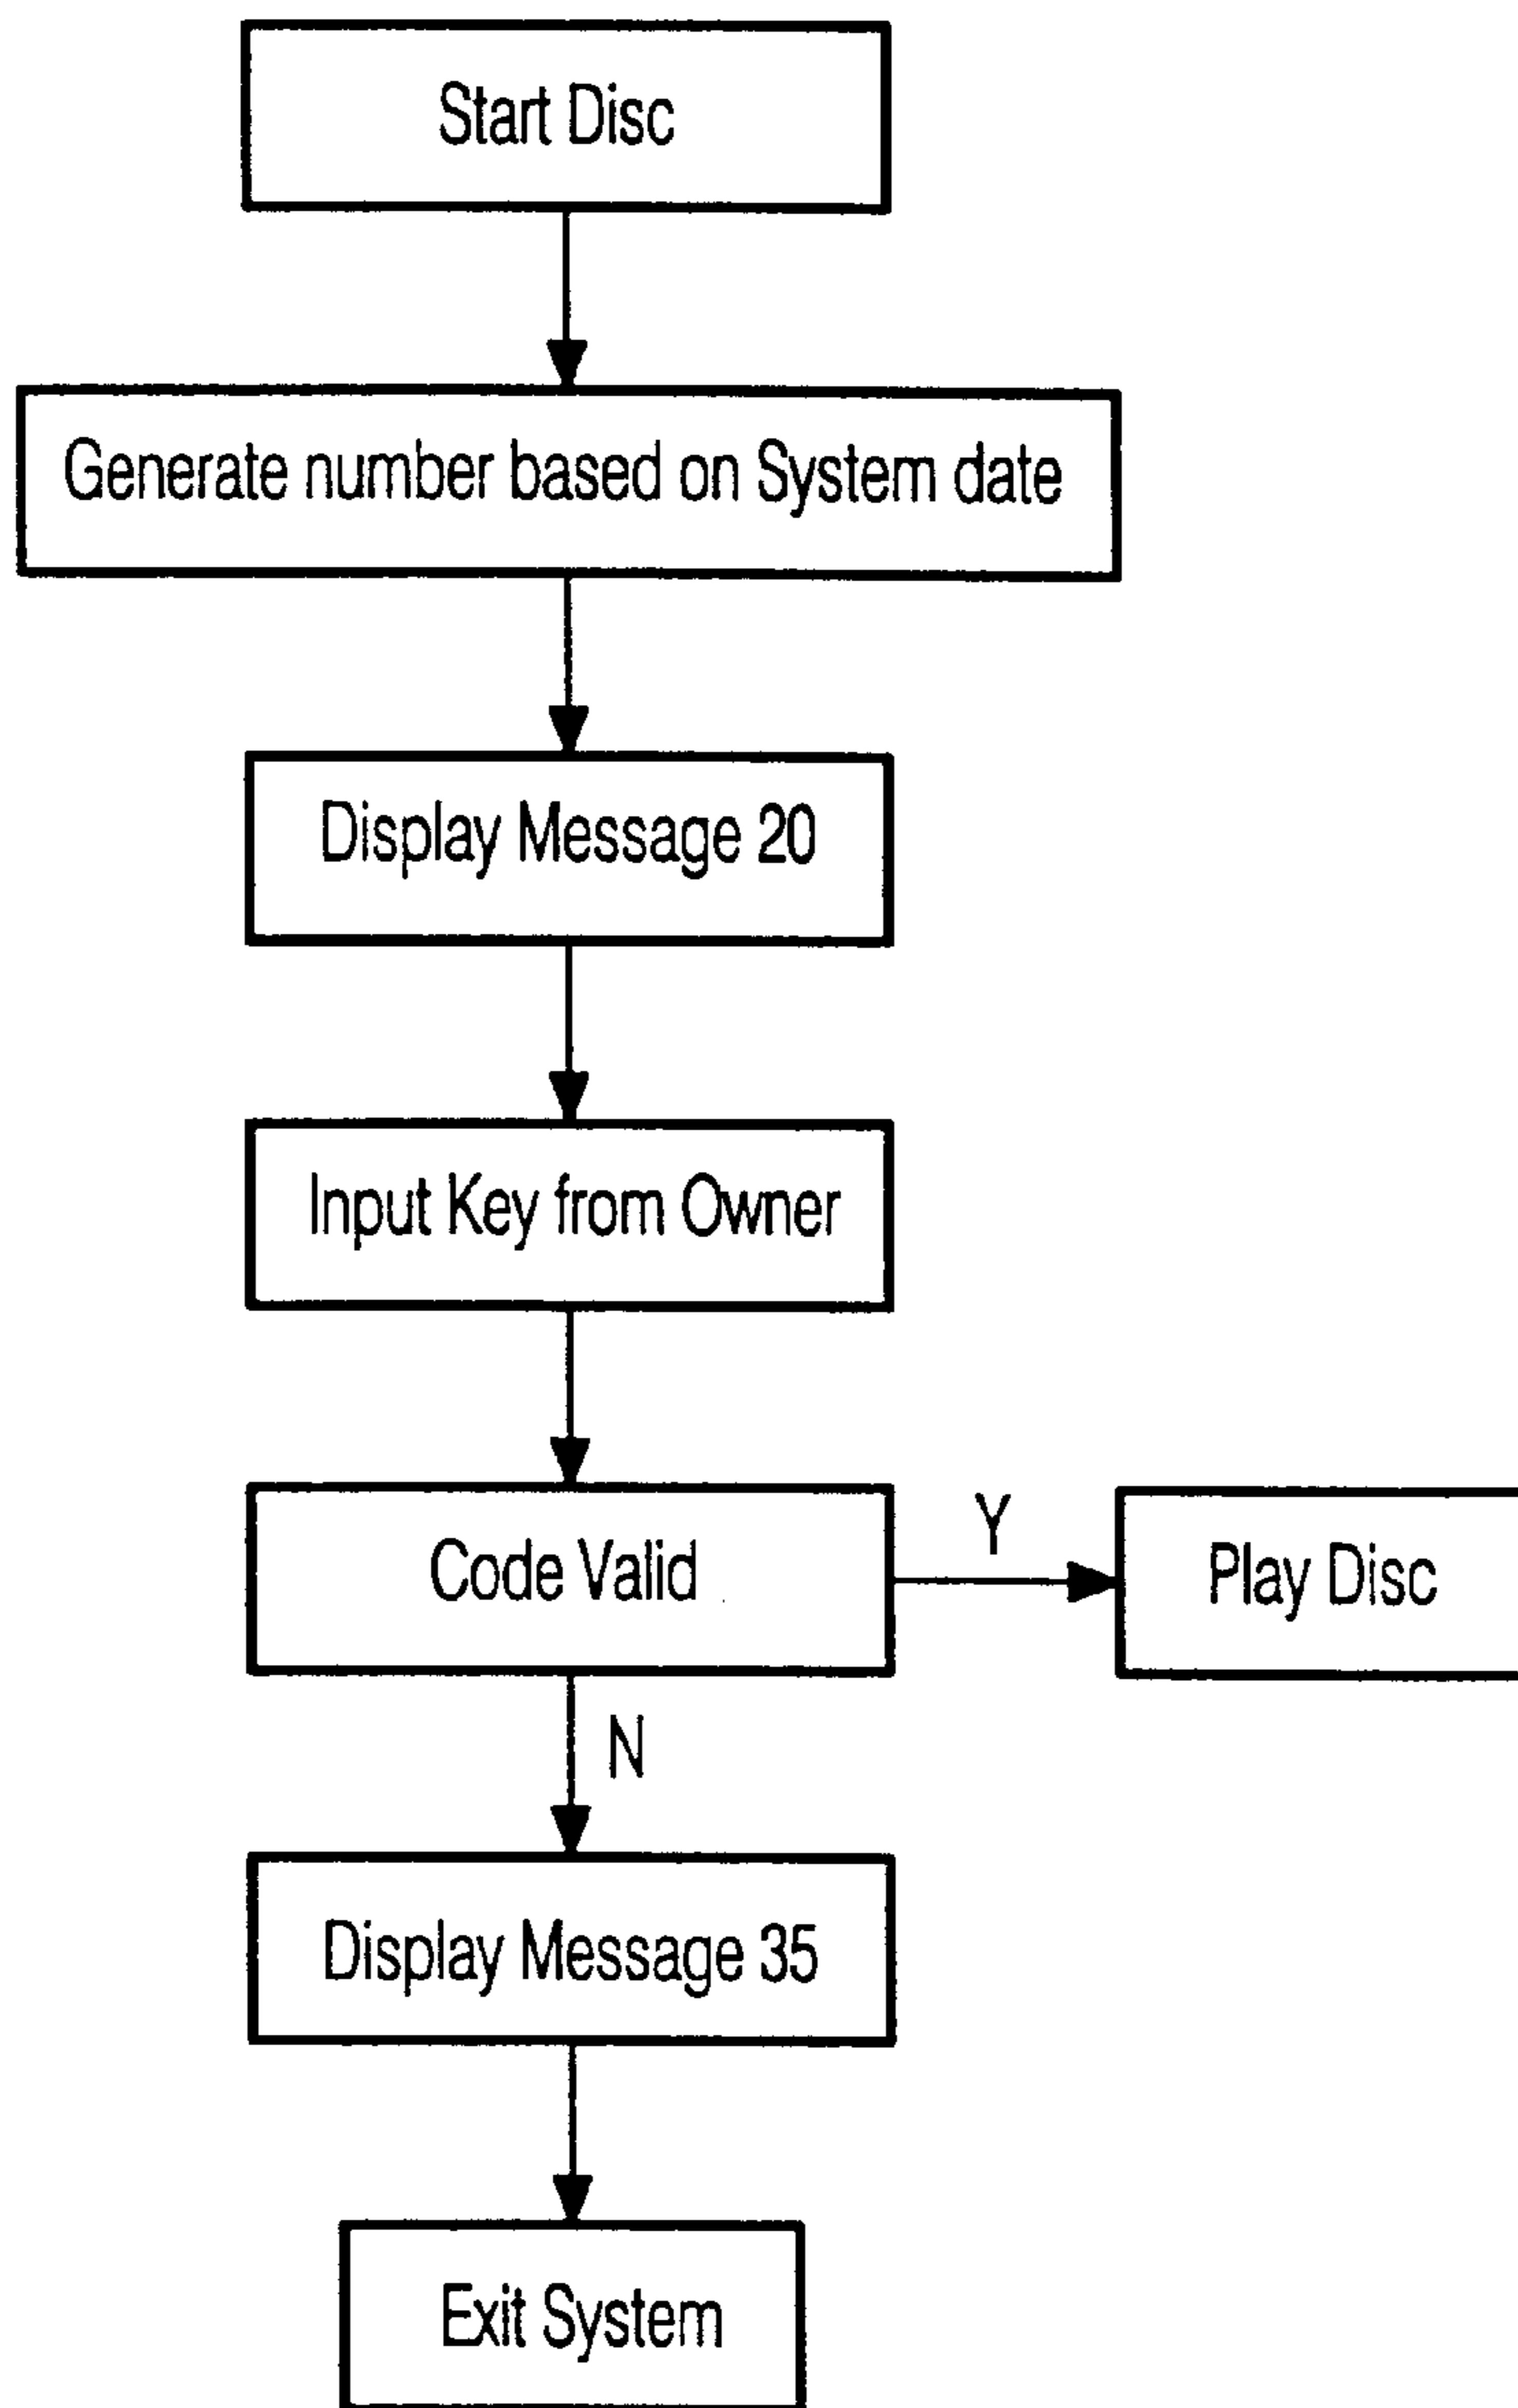 Start Disc
Generate number based on System date
Display Message 20
Input Key from Owner
Code Valid
Y
Play Disc
N
Display Message 35
Exit System